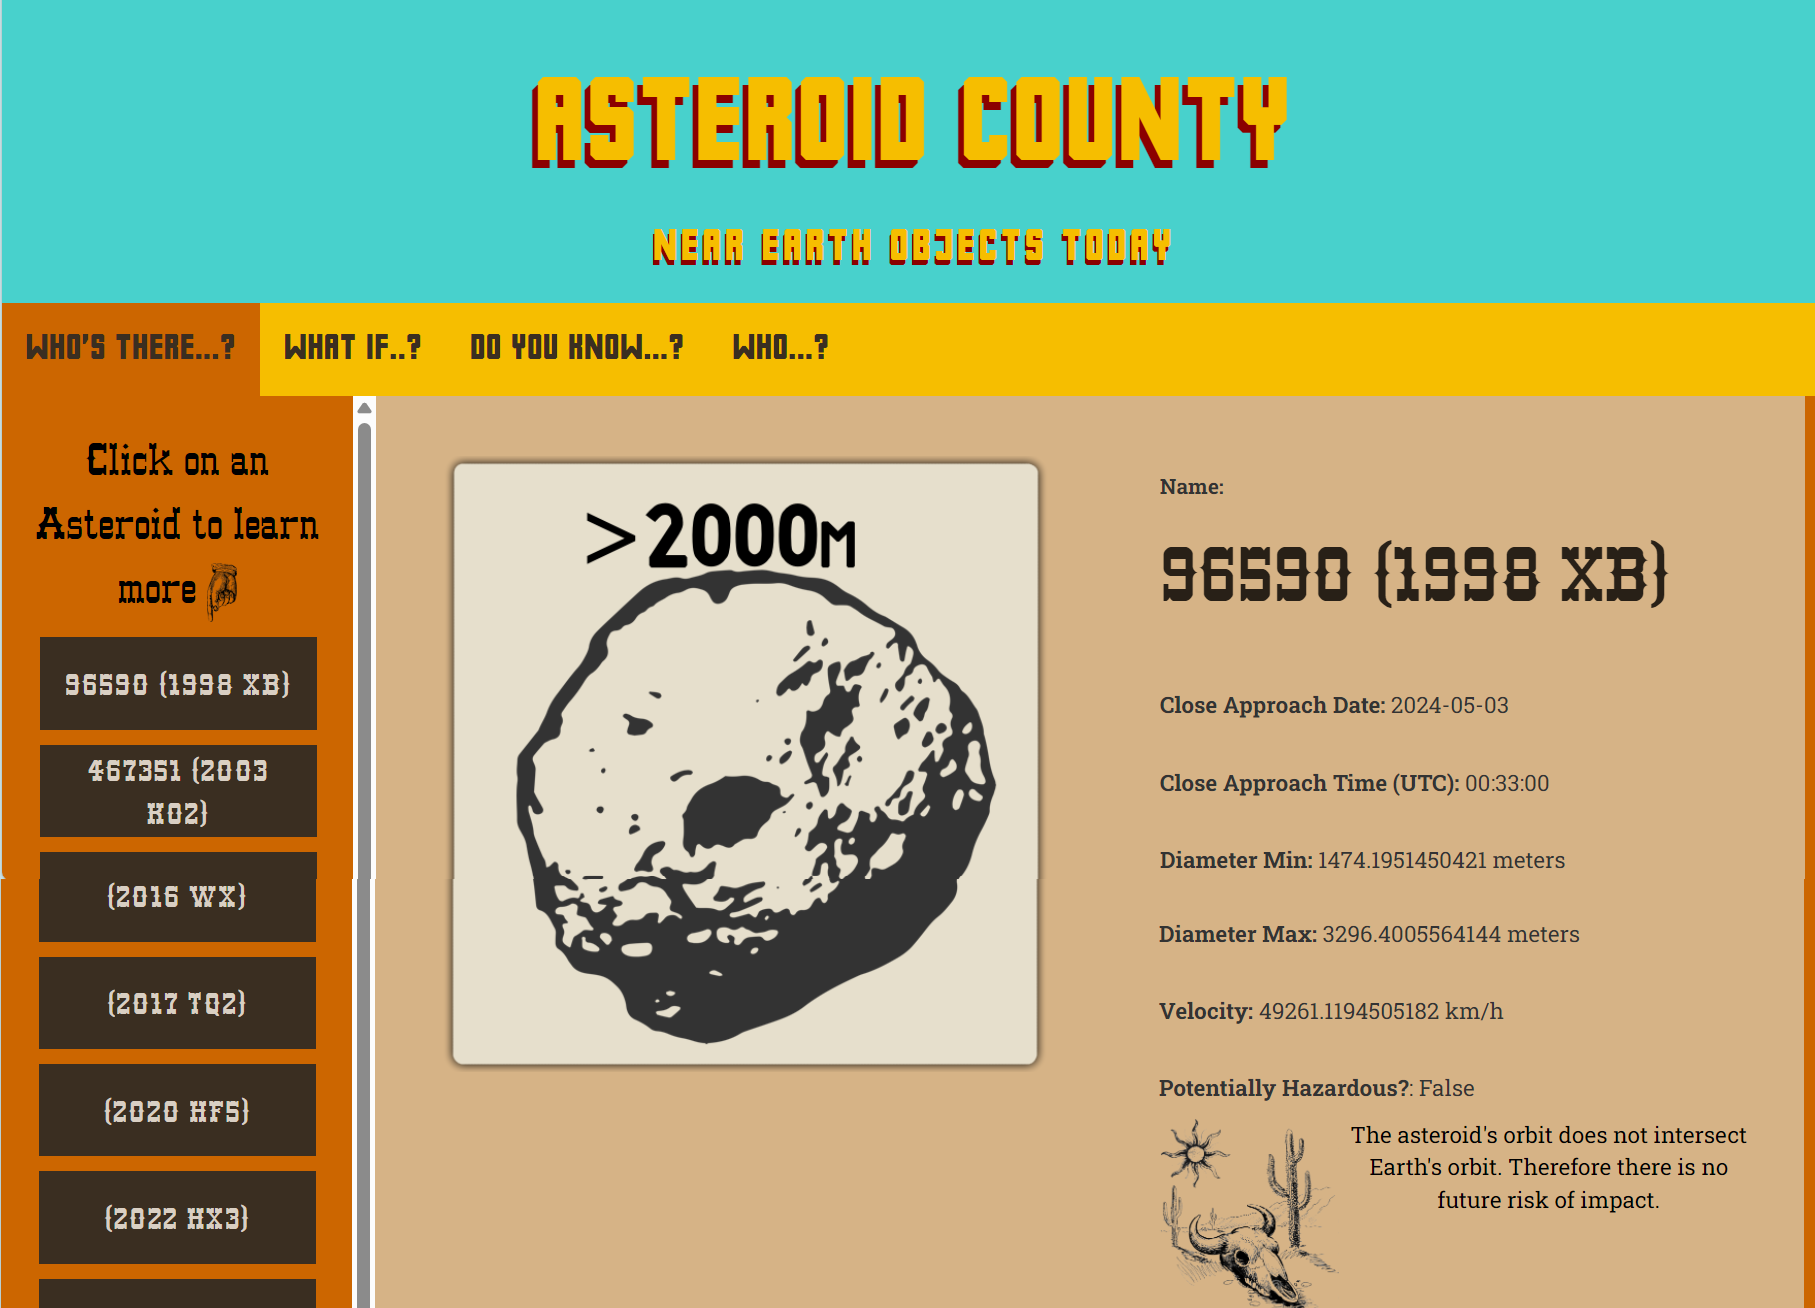 ASTEROID COUNTY
NEAR EARTH OBJECTS TODAY
WHO'S THERE...? WHAT IF..? DO YOU KNOW...? WHO...?
Click on an
Asteroid to learn
more
96590 (1998 XB)
467351 (2003
KO2)
(2016 WX)
(2017 TQ2)
(2020 HF5)
(2022 HX3)
>2000M
Name:
96590 (1998 XB)
Close Approach Date: 2024-05-03
Close Approach Time (UTC): 00:33:00
Diameter Min: 1474.1951450421 meters
Diameter Max: 3296.4005564144 meters
Velocity: 49261.1194505182 km/h
Potentially Hazardous?: False
The asteroid's orbit does not intersect
Earth's orbit. Therefore there is no
future risk of impact.